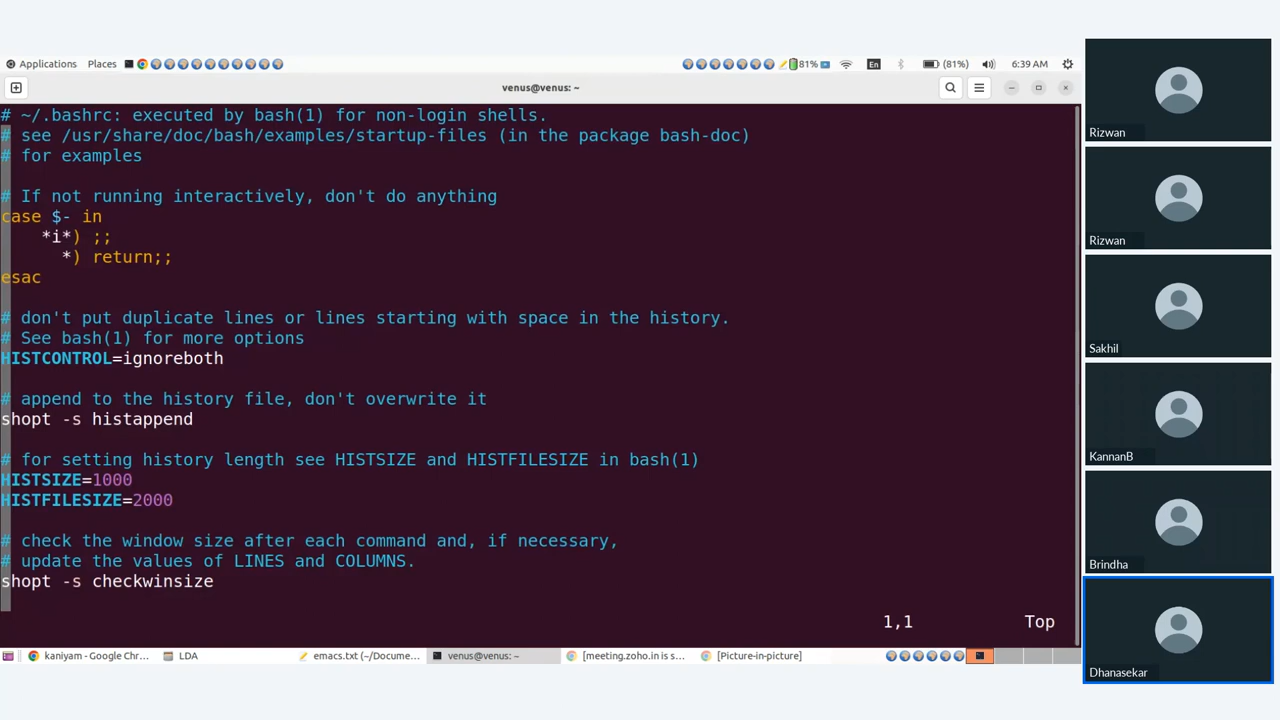 Applications Places
81% En (81%) 6:39 AM
venus@venus: ~
# ~/.bashrc: executed by bash(1) for non-login shells.
# see /usr/share/doc/bash/examples/startup-files (in the package bash-doc)
# for examples
# If not running interactively, don't do anything
case $- in
*i*) ;;
*) return;;
esac
# don't put duplicate lines or lines starting with space in the history.
# See bash(1) for more options
HISTCONTROL=ignoreboth
# append to the history file, don't overwrite it
shopt -s histappend
# for setting history length see HISTSIZE and HISTFILESIZE in bash(1)
HISTSIZE=1000
HISTFILESIZE=2000
# check the window size after each command and, if necessary,
# update the values of LINES and COLUMNS.
shopt -s checkwinsize
1,1 Top
kaniyam - Google Chr... LDA emacs.txt (~/Docume... venus@venus: ~ [meeting.zoho.in is s... [Picture-in-picture]
Rizwan
Rizwan
Sakhil
KannanB
Brindha
Dhanasekar